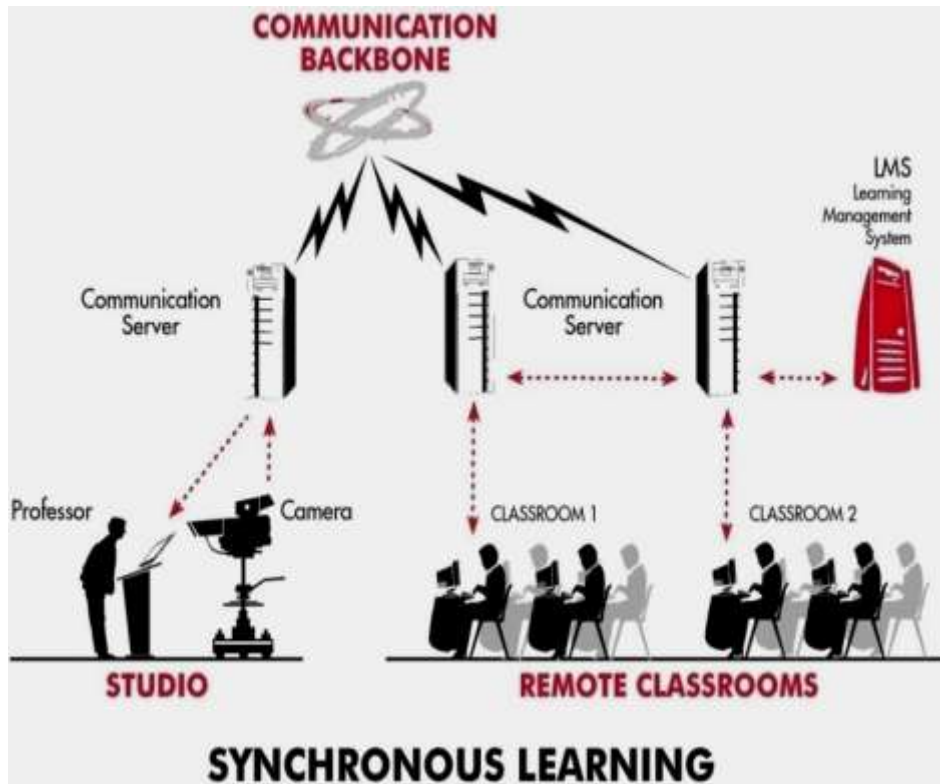 COMMUNICATION
BACKBONE
LMS
Learning
Management
System
Communication
Server
Communication
Server
Professor
Camera
CLASSROOM 1
CLASSROOM 2
STUDIO
REMOTE CLASSROOMS
SYNCHRONOUS LEARNING